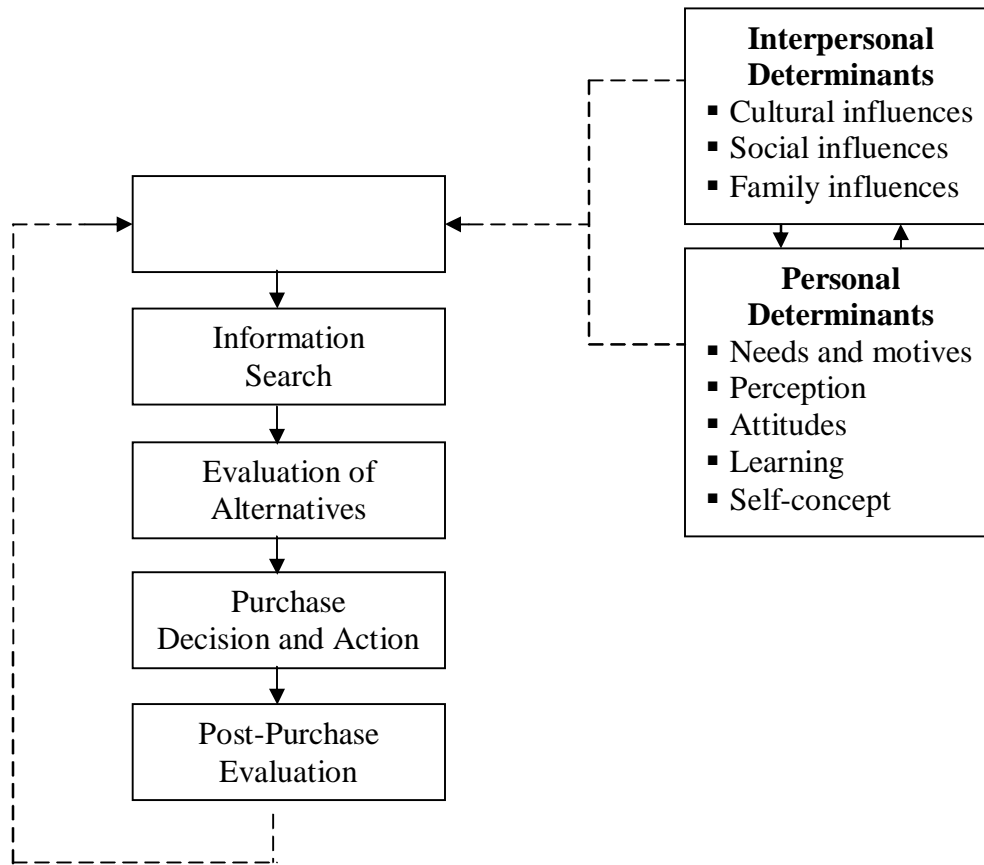 Interpersonal
Determinants
▪ Cultural influences
▪ Social influences
▪ Family influences
Personal
Determinants
▪ Needs and motives
▪ Perception
▪ Attitudes
▪ Learning
▪ Self-concept
Information
Search
Evaluation of
Alternatives
Purchase
Decision and Action
Post-Purchase
Evaluation